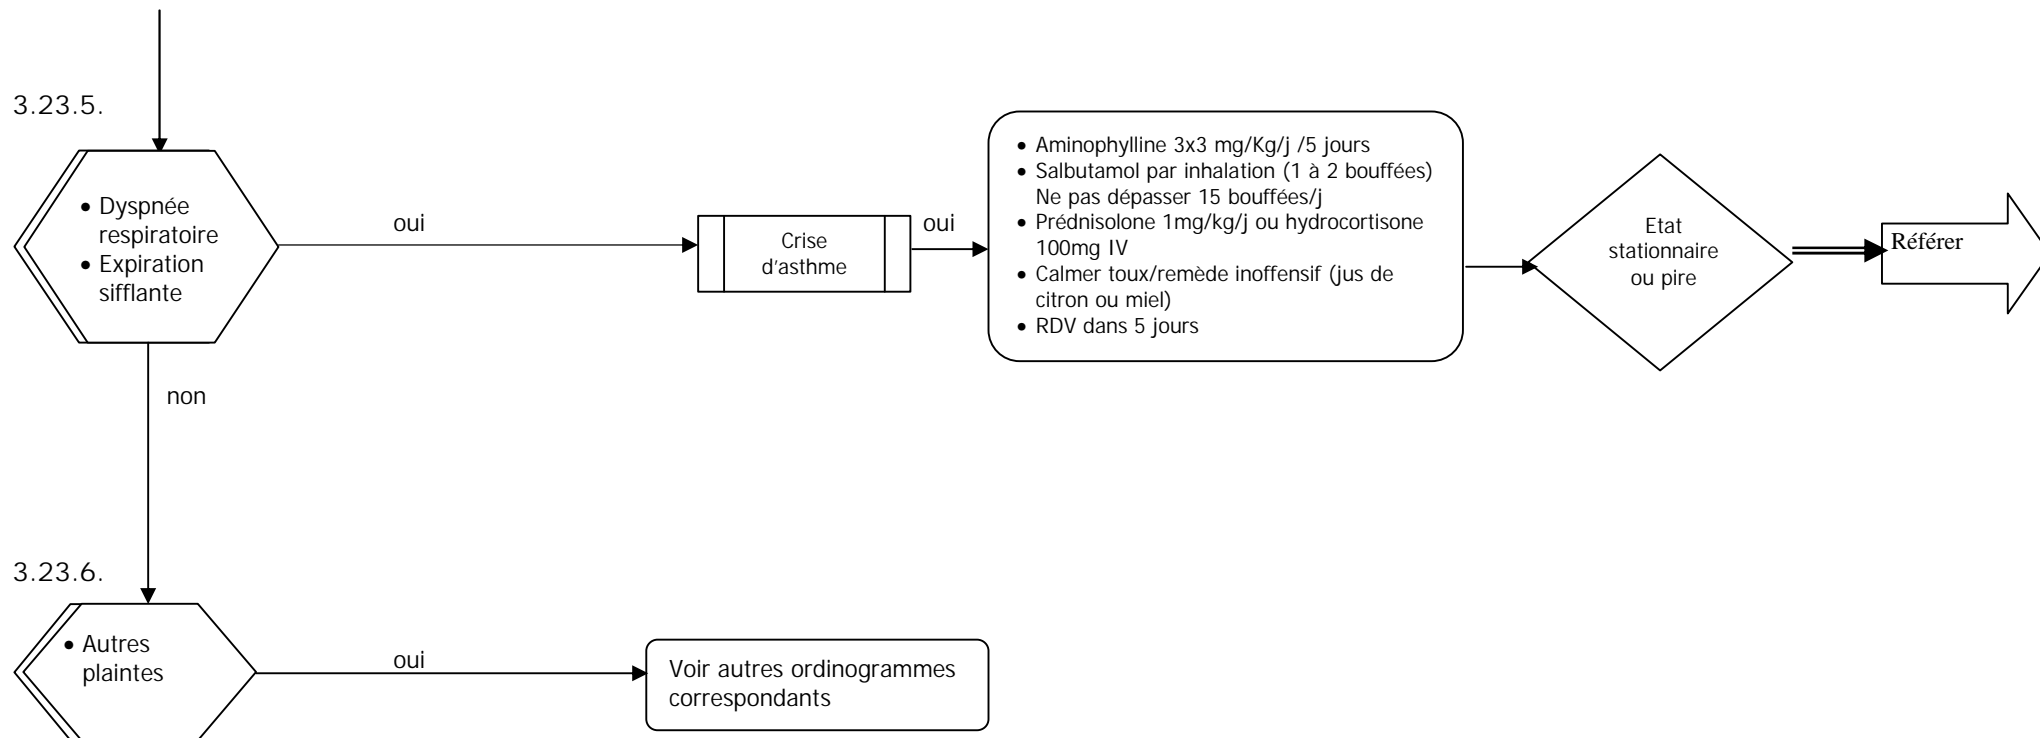 3.23.5.
• Dyspnée
respiratoire
• Expiration
sifflante
oui
Crise
d'asthme
oui
• Aminophylline 3x3 mg/Kg/j /5 jours
• Salbutamol par inhalation (1 à 2 bouffées)
Ne pas dépasser 15 bouffées/j
• Prédnisolone 1mg/kg/j ou hydrocortisone
100mg IV
• Calmer toux/remède inoffensif (jus de
citron ou miel)
• RDV dans 5 jours
Etat
stationnaire
ou pire
Référer
non
3.23.6.
• Autres
plaintes
oui
Voir autres ordinogrammes
correspondants